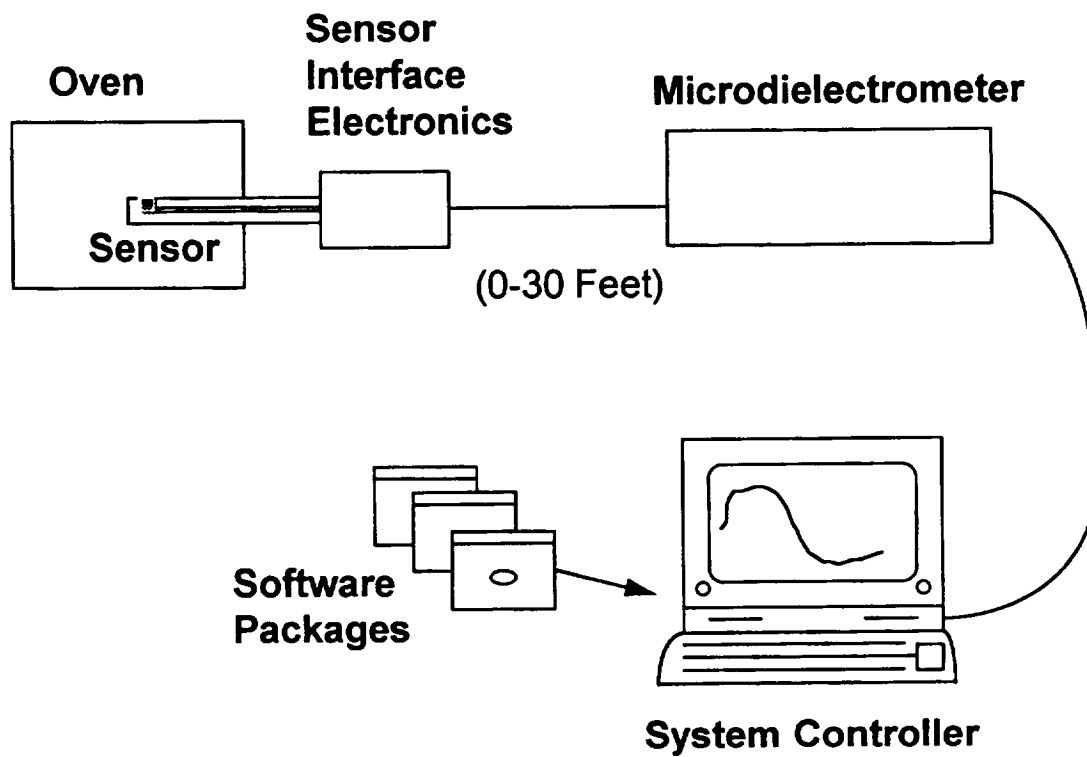 Oven
Sensor
Interface
Electronics
Microdielectrometer
Sensor
(0-30 Feet)
Software
Packages
System Controller